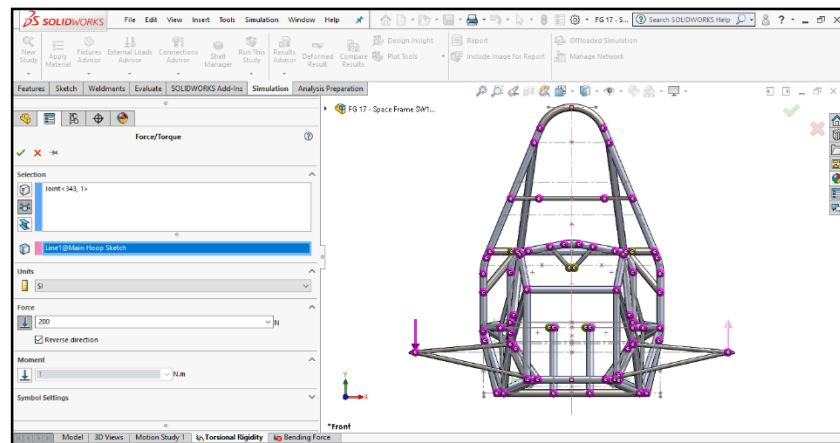 SOLIDWORKS File Edit View Insert Tools Simulation Window Help FG 17 - S... Search SOLIDWORKS Help
New Study Apply Material Fixtures Advisor External Loads Advisor Connections Advisor Shell Manager Run This Study Results Advisor Deformed Result Compare Results Design Insight Plot Tools Report Include Image for Report Offloaded Simulation Manage Network
Features Sketch Weldments Evaluate SOLIDWORKS Add-Ins Simulation Analysis Preparation
FG 17 - Space Frame SW1...
Force/Torque
Selection
Joint<343, 1>
Line1@Main Hoop Sketch
Units
SI
Force
200 N
Reverse direction
Moment
1 N.m
Symbol Settings
Y
X
*Front
Model 3D Views Motion Study 1 Torsional Rigidity Bending Force